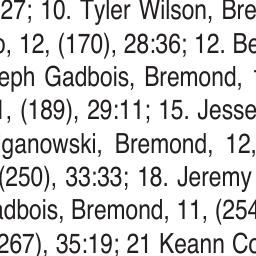 27; 10. Tyler Wilson, Bre
, 12, (170), 28:36; 12. Be
eph Gadbois, Bremond,
, (189), 29:11; 15. Jesse
ganowski, Bremond, 12,
(250), 33:33; 18. Jeremy
adbois, Bremond, 11, (254
267), 35:19; 21 Keann Co